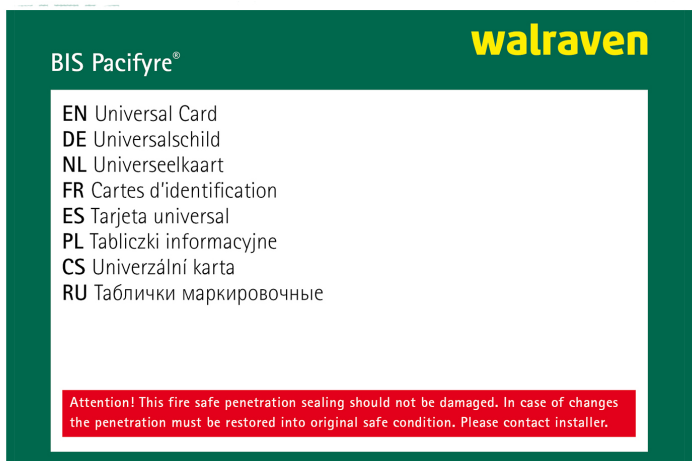 walraven
BIS Pacifyre®
EN Universal Card
DE Universalschild
NL Universeelkaart
FR Cartes d'identification
ES Tarjeta universal
PL Tabliczki informacyjne
CS Univerzální karta
RU Таблички маркировочные
Attention! This fire safe penetration sealing should not be damaged. In case of changes
the penetration must be restored into original safe condition. Please contact installer.